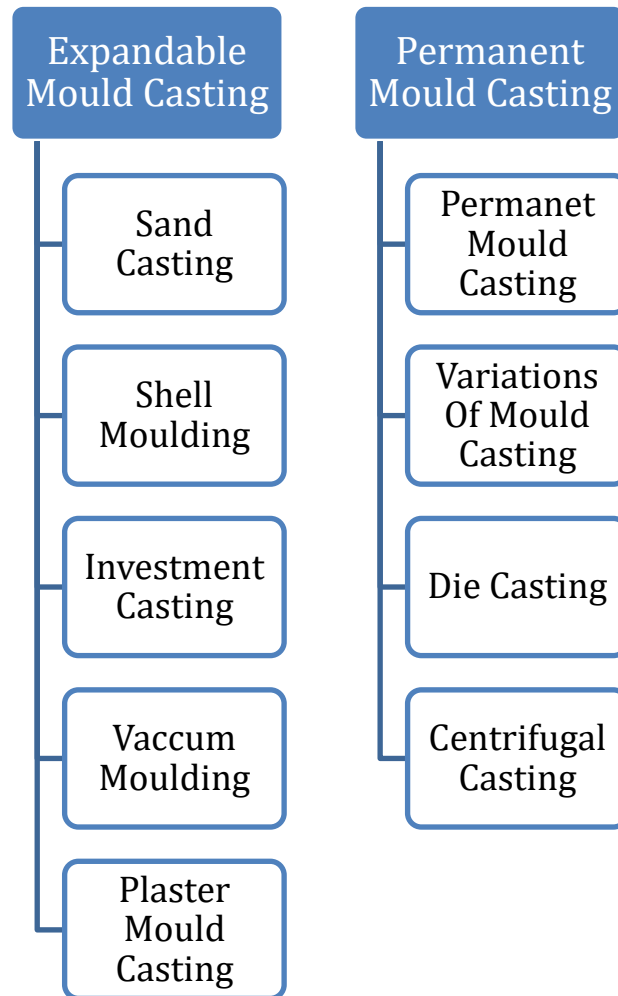 Expandable
Mould Casting
Sand
Casting
Shell
Moulding
Investment
Casting
Vaccum
Moulding
Plaster
Mould
Casting
Permanent
Mould Casting
Permanet
Mould
Casting
Variations
Of Mould
Casting
Die Casting
Centrifugal
Casting